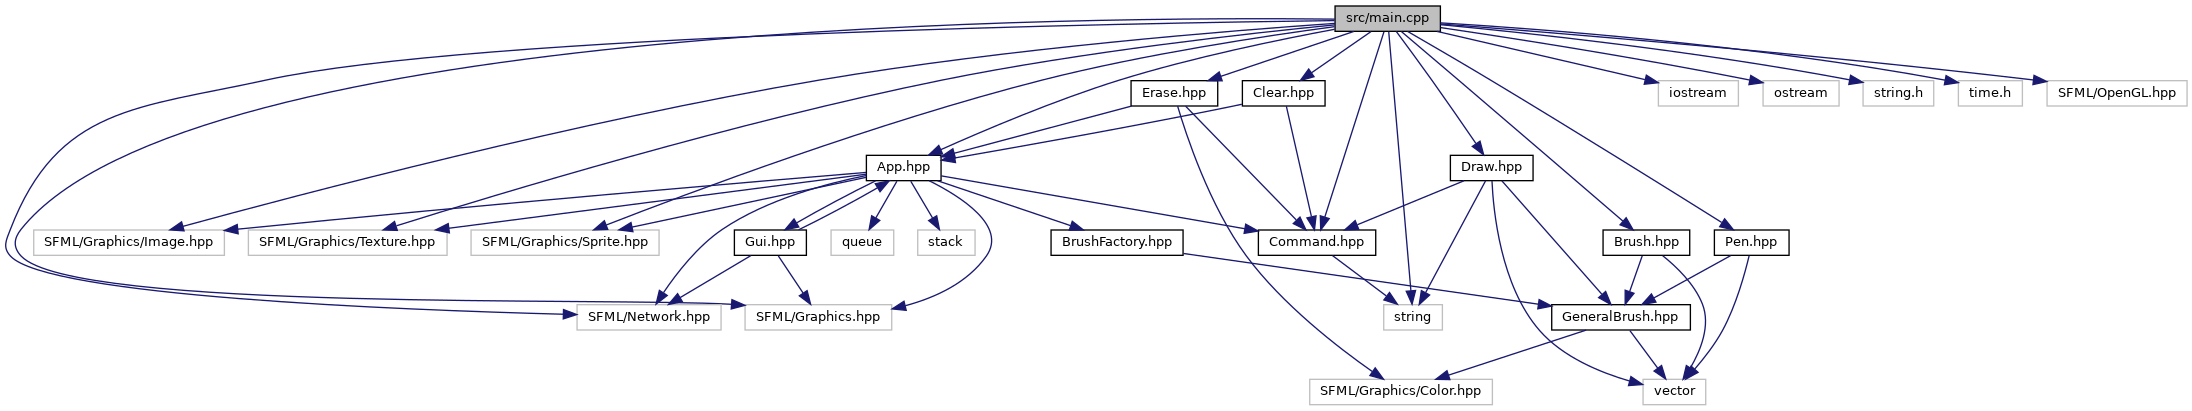 src/main.cpp
Erase.hpp
Clear.hpp
iostream
ostream
string.h
time.h
SFML/OpenGL.hpp
App.hpp
Draw.hpp
SFML/Graphics/Image.hpp
SFML/Graphics/Texture.hpp
SFML/Graphics/Sprite.hpp
Gui.hpp
queue
stack
BrushFactory.hpp
Command.hpp
Brush.hpp
Pen.hpp
SFML/Network.hpp
SFML/Graphics.hpp
string
GeneralBrush.hpp
SFML/Graphics/Color.hpp
vector